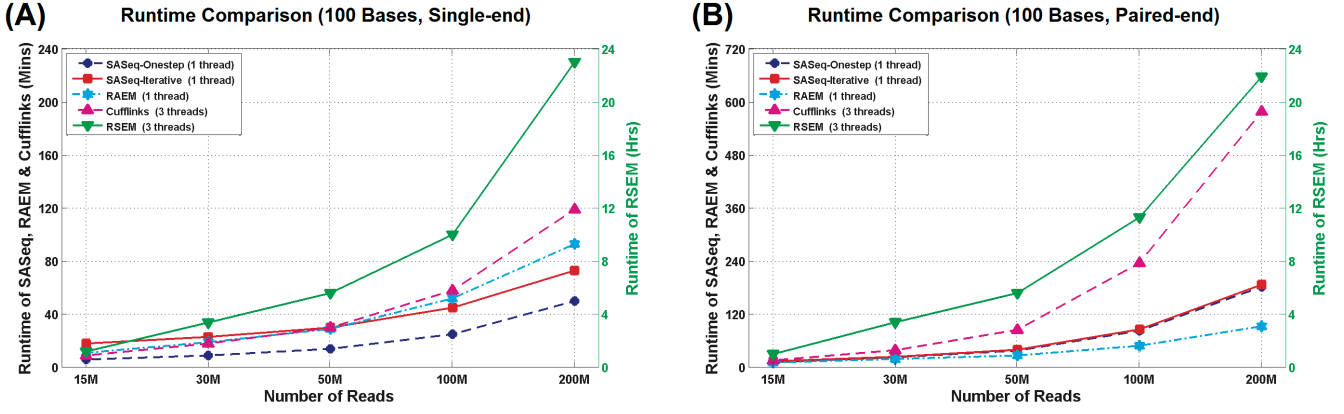 (A)
Runtime Comparison (100 Bases, Single-end)
Runtime of SASeq, RAEM & Cufflinks (Mins)
240
200
160
120
80
40
0
SASeq-Onestep (1 thread)
SASeq-Iterative (1 thread)
RAEM (1 thread)
Cufflinks (3 threads)
RSEM (3 threads)
24
20
16
12
8
4
0
Runtime of RSEM (Hrs)
15M 30M 50M 100M 200M
Number of Reads
(B)
Runtime Comparison (100 Bases, Paired-end)
Runtime of SASeq, RAEM & Cufflinks (Mins)
720
600
480
360
240
120
0
SASeq-Onestep (1 thread)
SASeq-Iterative (1 thread)
RAEM (1 thread)
Cufflinks (3 threads)
RSEM (3 threads)
24
20
16
12
8
4
0
Runtime of RSEM (Hrs)
15M 30M 50M 100M 200M
Number of Reads